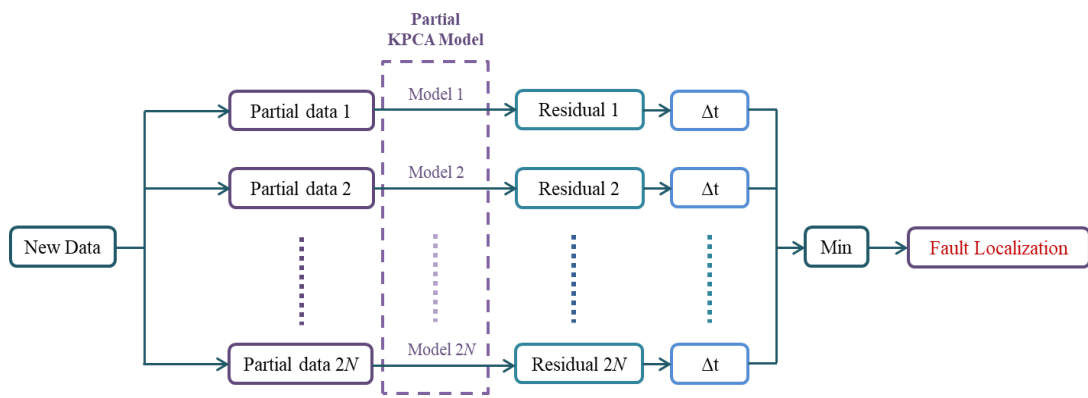 Partial
KPCA Model
Partial data 1
Model 1
Residual 1
Δt
Partial data 2
Model 2
Residual 2
Δt
New Data
Min
Fault Localization
Partial data 2N
Model 2N
Residual 2N
Δt